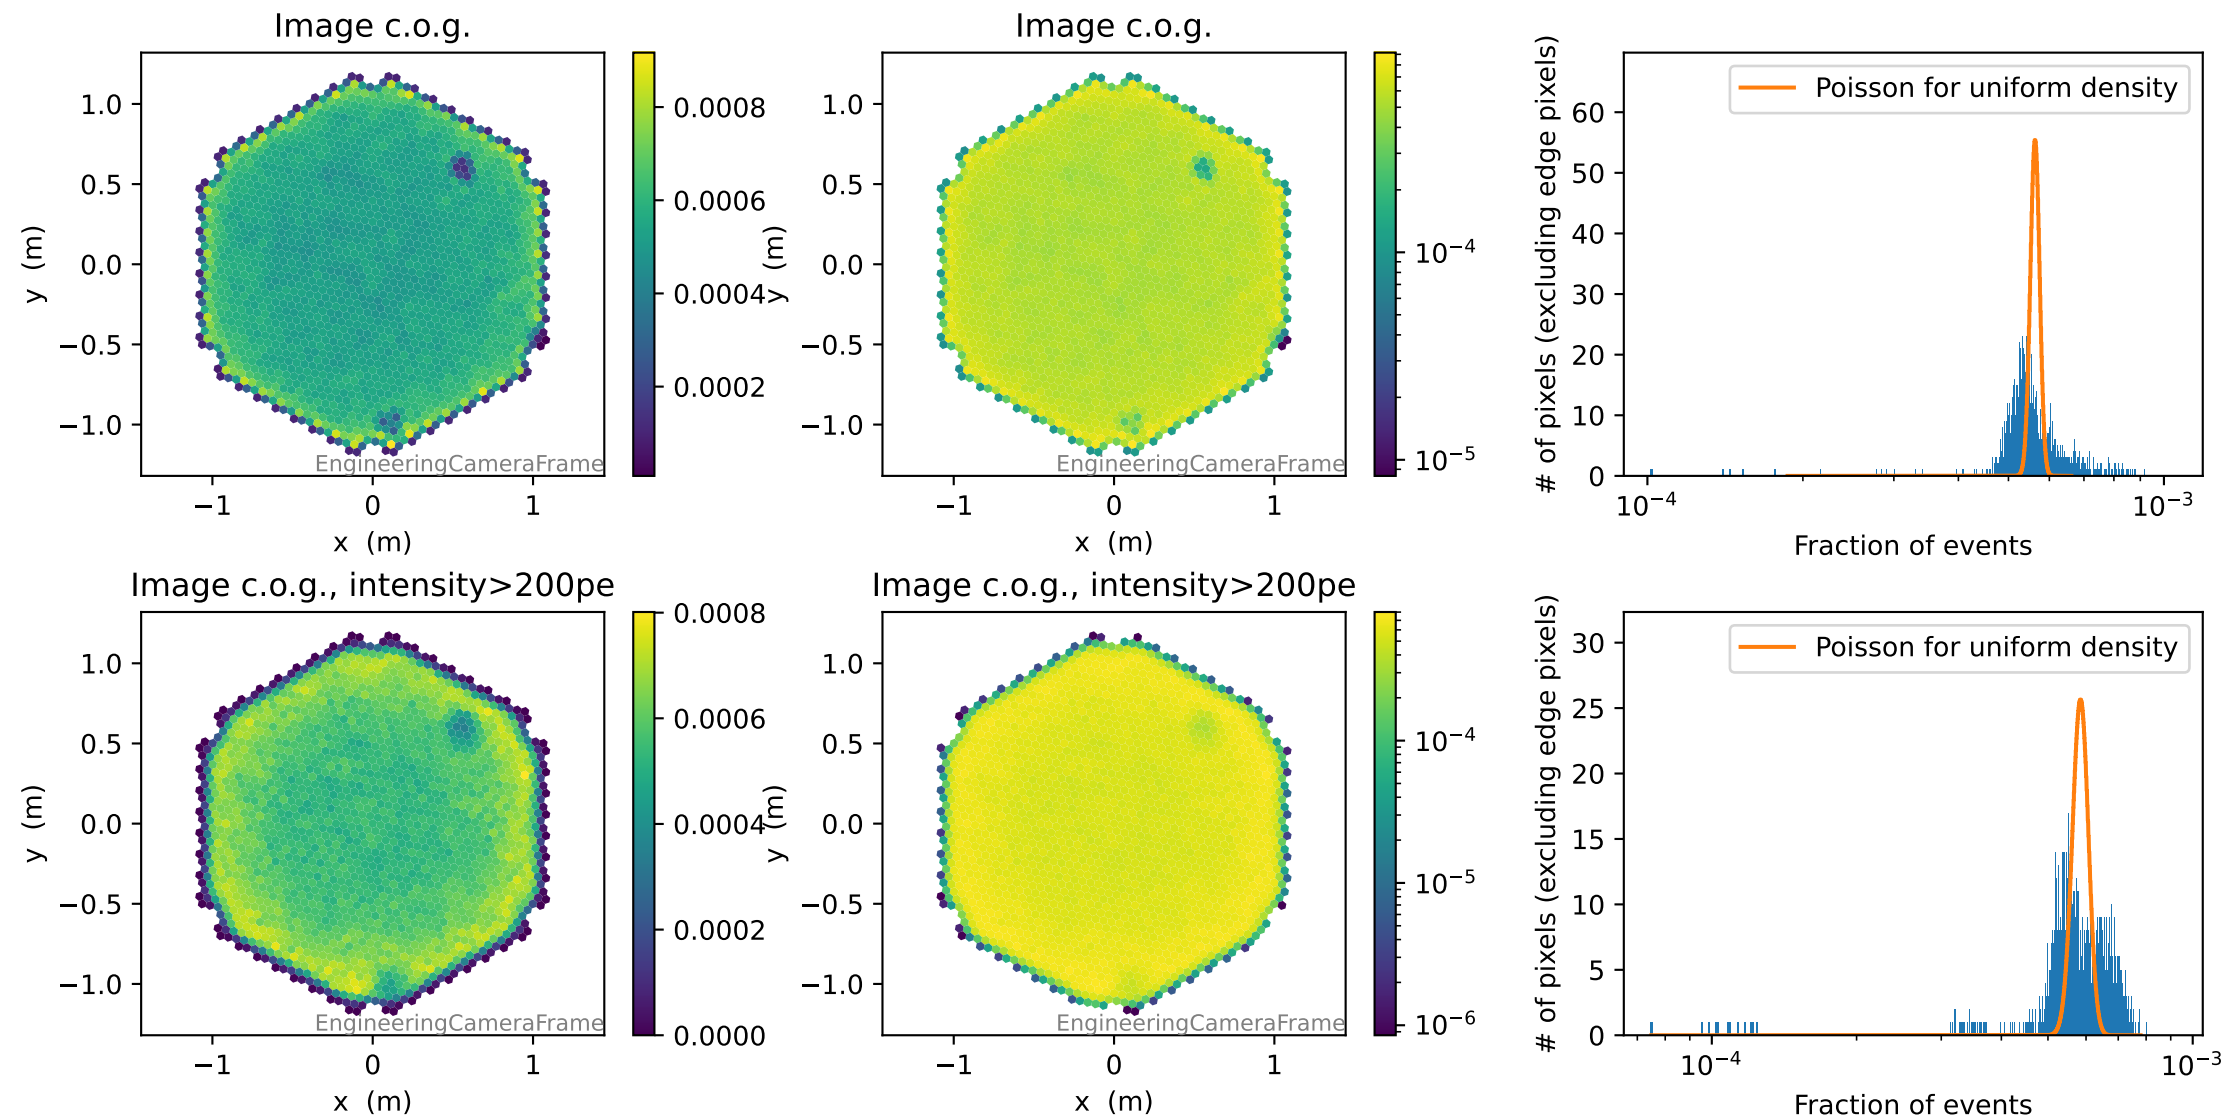 Image c.o.g.
y (m)
1.0
0.5
0.0
−0.5
−1.0
EngineeringCameraFrame
−1 0 1
x (m)
0.0008
0.0006
0.0004
0.0002
Image c.o.g.
y (m)
1.0
0.5
0.0
−0.5
−1.0
EngineeringCameraFrame
−1 0 1
x (m)
10⁻⁴
10⁻⁵
# of pixels (excluding edge pixels)
60
50
40
30
20
10
0
Poisson for uniform density
10⁻⁴ 10⁻³
Fraction of events
Image c.o.g., intensity>200pe
y (m)
1.0
0.5
0.0
−0.5
−1.0
EngineeringCameraFrame
−1 0 1
x (m)
0.0008
0.0006
0.0004
0.0002
0.0000
Image c.o.g., intensity>200pe
y (m)
1.0
0.5
0.0
−0.5
−1.0
EngineeringCameraFrame
−1 0 1
x (m)
10⁻⁴
10⁻⁵
10⁻⁶
# of pixels (excluding edge pixels)
30
25
20
15
10
5
0
Poisson for uniform density
10⁻⁴ 10⁻³
Fraction of events